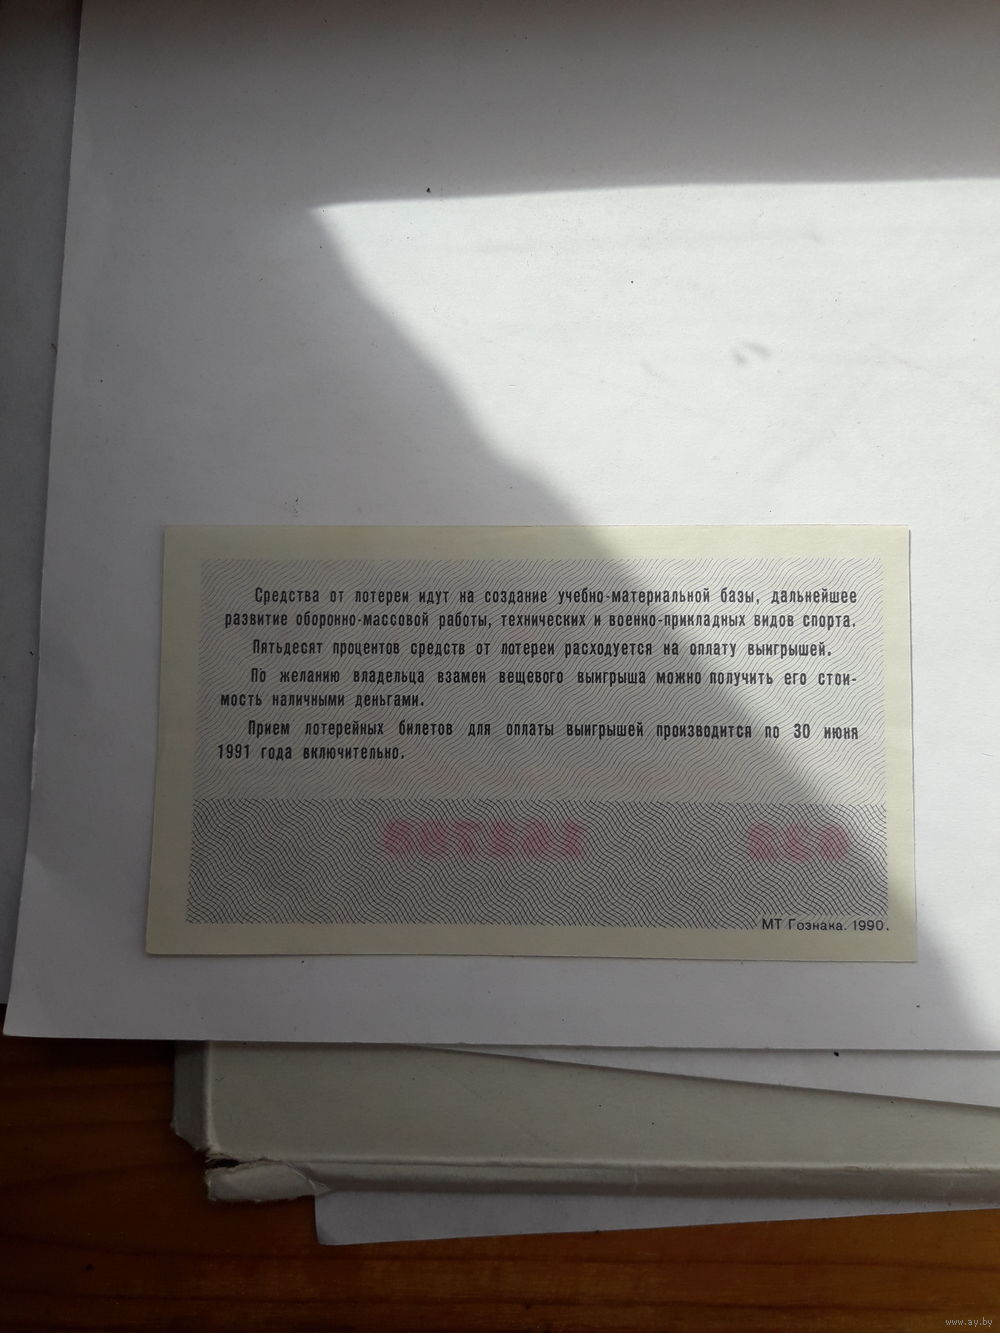 Средства от лотереи идут на создание учебно-материальной базы, дальнейшее
развитие оборонно-массовой работы, технических и военно-прикладных видов спорта.
Пятьдесят процентов средств от лотереи расходуется на оплату выигрышей.
По желанию владельца взамен вещевого выигрыша можно получить его стои-
мость наличными деньгами.
Прием лотерейных билетов для оплаты выигрышей производится по 30 июня
1991 года включительно.
МТ Гознака. 1990.
www.ay.by